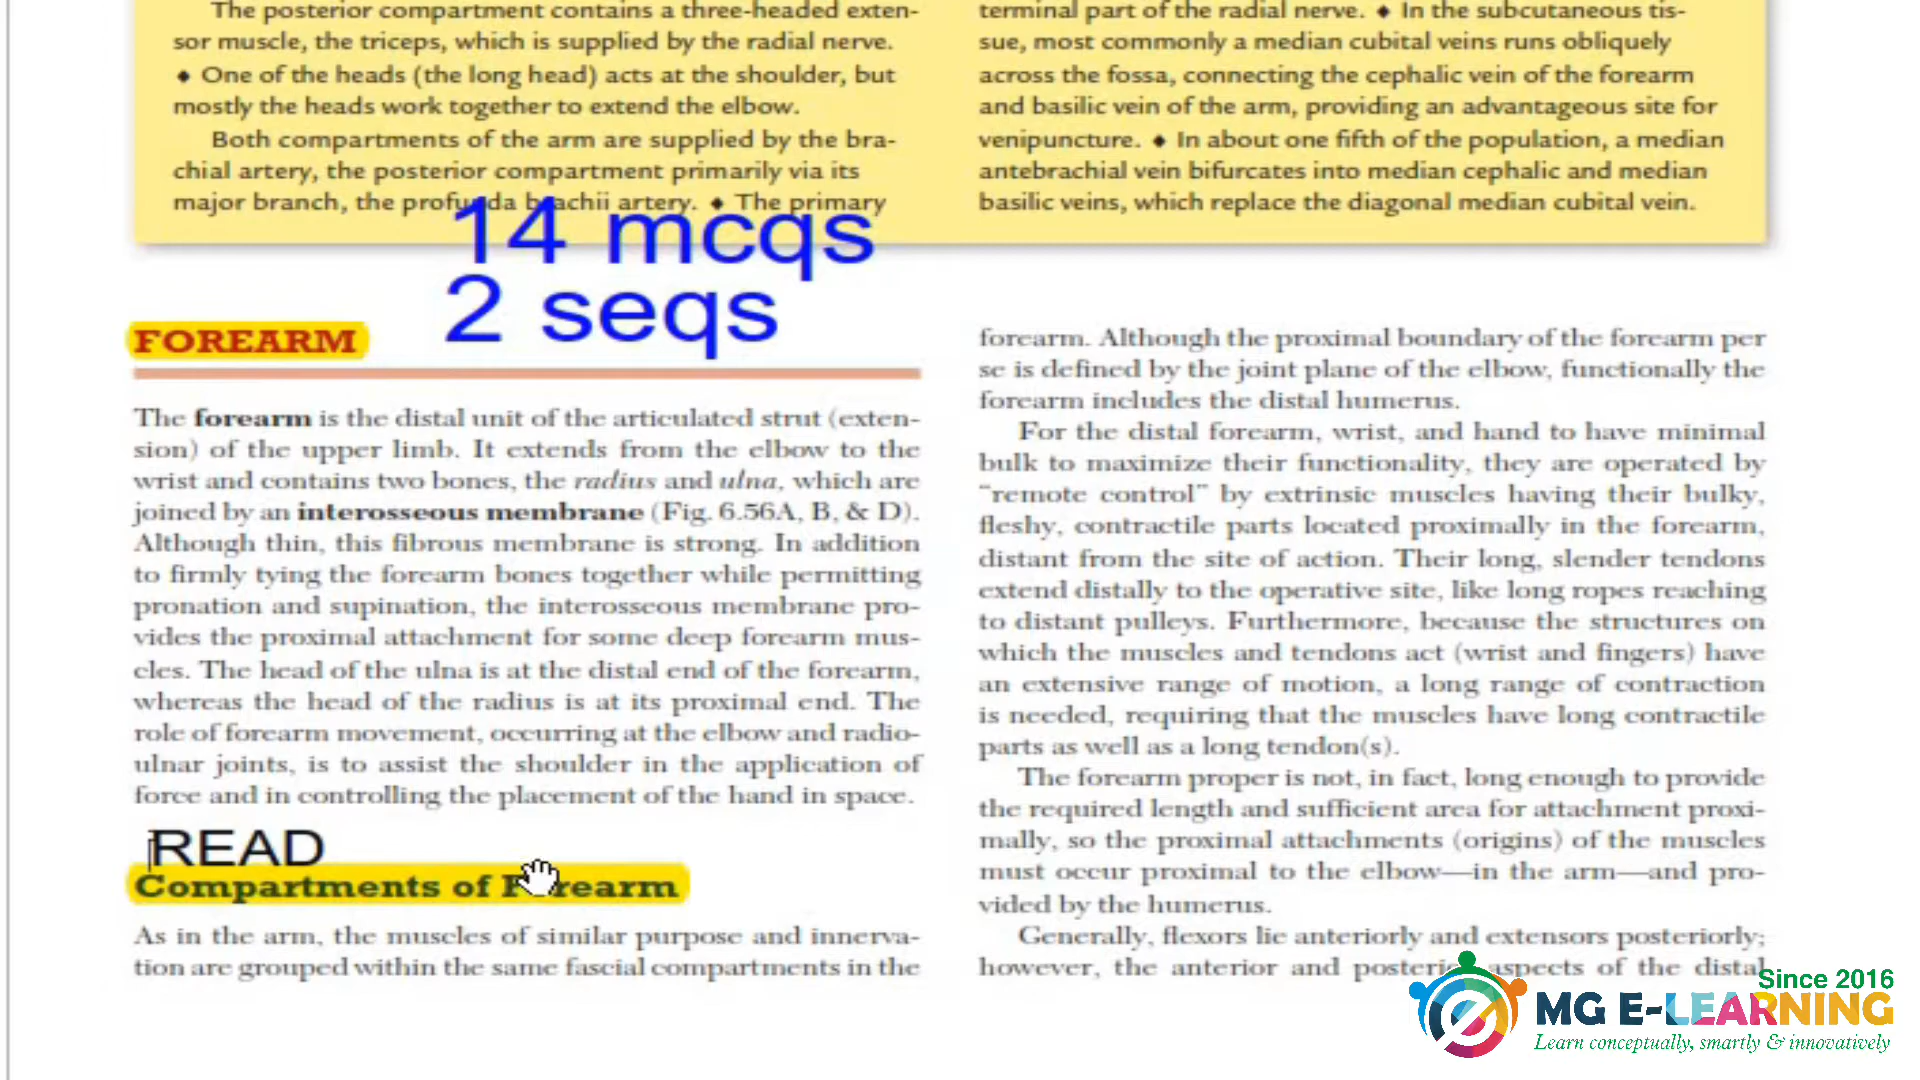 The posterior compartment contains a three-headed exten-
sor muscle, the triceps, which is supplied by the radial nerve.
♦ One of the heads (the long head) acts at the shoulder, but
mostly the heads work together to extend the elbow.
Both compartments of the arm are supplied by the bra-
chial artery, the posterior compartment primarily via its
major branch, the profunda brachii artery. ♦ The primary
terminal part of the radial nerve. ♦ In the subcutaneous tis-
sue, most commonly a median cubital veins runs obliquely
across the fossa, connecting the cephalic vein of the forearm
and basilic vein of the arm, providing an advantageous site for
venipuncture. ♦ In about one fifth of the population, a median
antebrachial vein bifurcates into median cephalic and median
basilic veins, which replace the diagonal median cubital vein.
14 mcqs
2 seqs
FOREARM
The forearm is the distal unit of the articulated strut (exten-
sion) of the upper limb. It extends from the elbow to the
wrist and contains two bones, the radius and ulna, which are
joined by an interosseous membrane (Fig. 6.56A, B, & D).
Although thin, this fibrous membrane is strong. In addition
to firmly tying the forearm bones together while permitting
pronation and supination, the interosseous membrane pro-
vides the proximal attachment for some deep forearm mus-
cles. The head of the ulna is at the distal end of the forearm,
whereas the head of the radius is at its proximal end. The
role of forearm movement, occurring at the elbow and radio-
ulnar joints, is to assist the shoulder in the application of
force and in controlling the placement of the hand in space.
READ
Compartments of Forearm
As in the arm, the muscles of similar purpose and innerva-
tion are grouped within the same fascial compartments in the
forearm. Although the proximal boundary of the forearm per
se is defined by the joint plane of the elbow, functionally the
forearm includes the distal humerus.
For the distal forearm, wrist, and hand to have minimal
bulk to maximize their functionality, they are operated by
"remote control" by extrinsic muscles having their bulky,
fleshy, contractile parts located proximally in the forearm,
distant from the site of action. Their long, slender tendons
extend distally to the operative site, like long ropes reaching
to distant pulleys. Furthermore, because the structures on
which the muscles and tendons act (wrist and fingers) have
an extensive range of motion, a long range of contraction
is needed, requiring that the muscles have long contractile
parts as well as a long tendon(s).
The forearm proper is not, in fact, long enough to provide
the required length and sufficient area for attachment proxi-
mally, so the proximal attachments (origins) of the muscles
must occur proximal to the elbow—in the arm—and pro-
vided by the humerus.
Generally, flexors lie anteriorly and extensors posteriorly;
however, the anterior and posterior aspects of the distal
Since 2016
MG E-LEARNING
Learn conceptually, smartly & innovatively